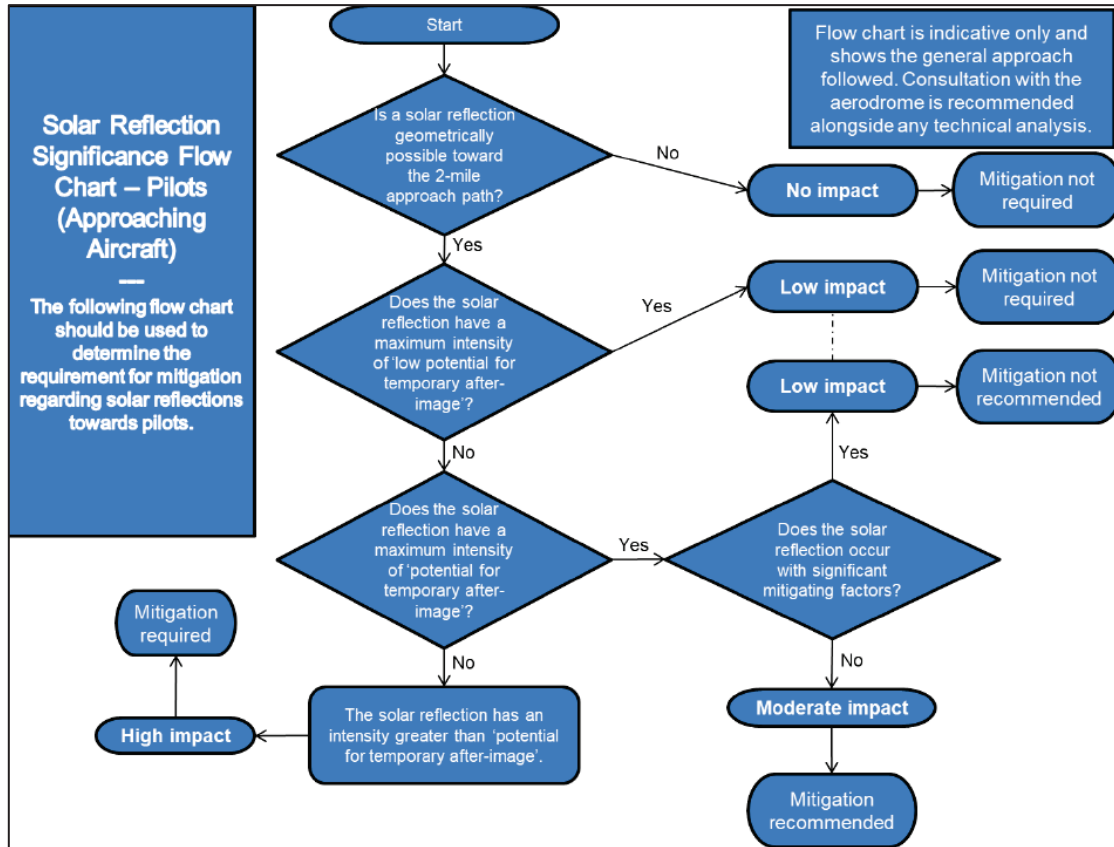 Start
Flow chart is indicative only and
shows the general approach
followed. Consultation with the
aerodrome is recommended
alongside any technical analysis.
Solar Reflection
Significance Flow
Chart – Pilots
(Approaching
Aircraft)
---
The following flow chart
should be used to
determine the
requirement for mitigation
regarding solar reflections
towards pilots.
Is a solar reflection
geometrically
possible toward
the 2-mile
approach path?
No
No impact
Mitigation not
required
Yes
Does the solar
reflection have a
maximum intensity
of 'low potential for
temporary after-
image'?
Yes
Low impact
Mitigation not
required
Low impact
Mitigation not
recommended
No
Yes
Does the solar
reflection have a
maximum intensity
of 'potential for
temporary after-
image'?
Yes
Does the solar
reflection occur
with significant
mitigating factors?
Mitigation
required
No
No
The solar reflection has an
intensity greater than 'potential
for temporary after-image'.
High impact
Moderate impact
Mitigation
recommended